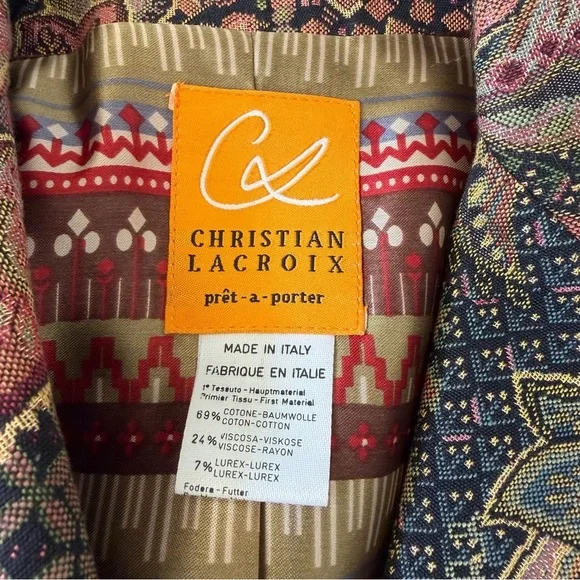 CHRISTIAN
LACROIX
prêt-a-porter
MADE IN ITALY
FABRIQUE EN ITALIE
1° Tessuto-Hauptmaterial
Primier Tissu-First Material
69% COTONE-BAUMWOLLE
COTON-COTTON
24% VISCOSA-VISKOSE
VISCOSE-RAYON
7% LUREX-LUREX
LUREX-LUREX
Fodera-Futter